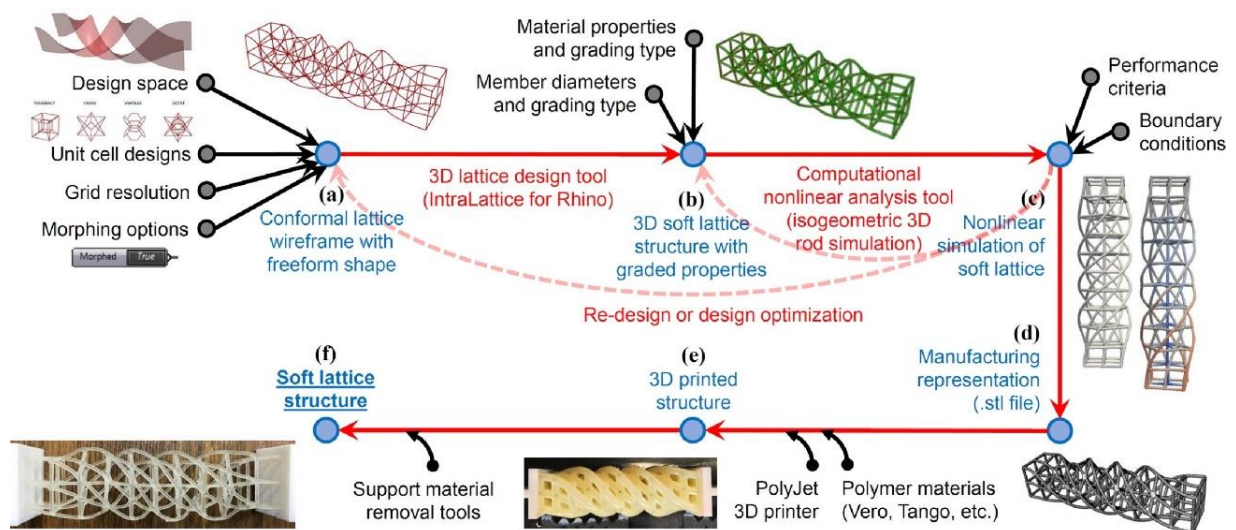 Design space
TESSERACT CROSS VINTILES OCTET
Unit cell designs
Grid resolution
Morphing options
Morphed True
Material properties
and grading type
Member diameters
and grading type
Performance
criteria
Boundary
conditions
(a)
Conformal lattice
wireframe with
freeform shape
3D lattice design tool
(IntraLattice for Rhino)
(b)
3D soft lattice
structure with
graded properties
Computational
nonlinear analysis tool
(isogeometric 3D
rod simulation)
(c)
Nonlinear
simulation of
soft lattice
Re-design or design optimization
(d)
Manufacturing
representation
(.stl file)
(e)
3D printed
structure
(f)
Soft lattice
structure
Support material
removal tools
PolyJet
3D printer
Polymer materials
(Vero, Tango, etc.)